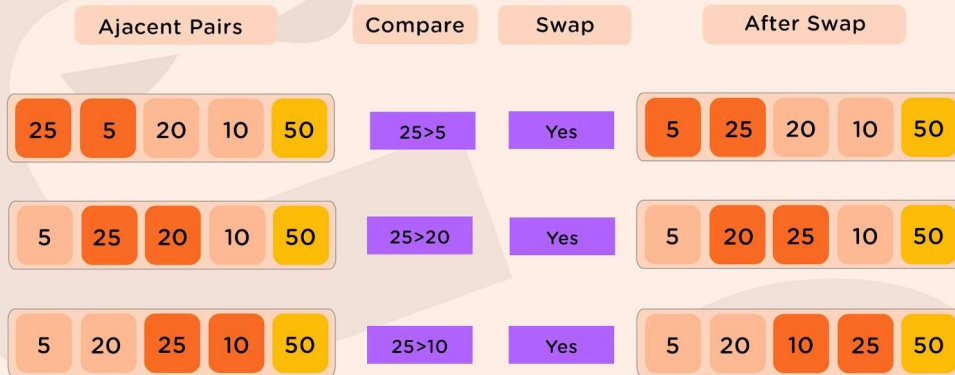 Ajacent Pairs Compare Swap After Swap
25 5 20 10 50 25>5 Yes 5 25 20 10 50
5 25 20 10 50 25>20 Yes 5 20 25 10 50
5 20 25 10 50 25>10 Yes 5 20 10 25 50